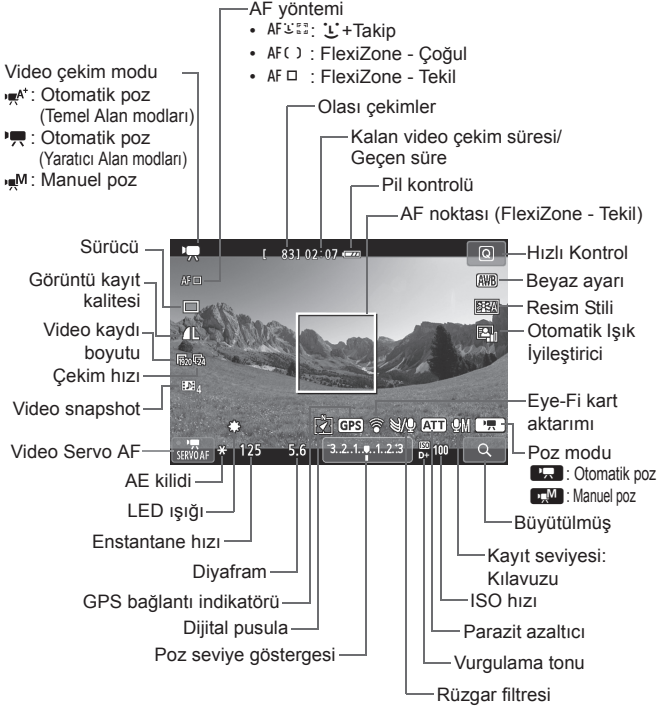 AF yöntemi
• AF : +Takip
• AF( ) : FlexiZone - Çoğul
• AF □ : FlexiZone - Tekil
Video çekim modu
A+: Otomatik poz
(Temel Alan modları)
: Otomatik poz
(Yaratıcı Alan modları)
M : Manuel poz
Olası çekimler
Kalan video çekim süresi/
Geçen süre
Pil kontrolü
AF noktası (FlexiZone - Tekil)
Sürücü
Görüntü kayıt
kalitesi
Video kaydı
boyutu
Çekim hızı
Video snapshot
Video Servo AF
AE kilidi
LED ışığı
Enstantane hızı
Diyafram
GPS bağlantı indikatörü
Dijital pusula
Poz seviye göstergesi
[ 83] 02:07
Q
AF □
AWB
L
1920 24
4
N
GPS
ATT
M
SERVO AF
* 125 5.6 3..2..1..1..2..3 ISO 100
D+
Hızlı Kontrol
Beyaz ayarı
Resim Stili
Otomatik Işık
İyileştirici
Eye-Fi kart
aktarımı
Poz modu
: Otomatik poz
M : Manuel poz
Büyütülmüş
Kayıt seviyesi:
Kılavuzu
ISO hızı
Parazit azaltıcı
Vurgulama tonu
Rüzgar filtresi